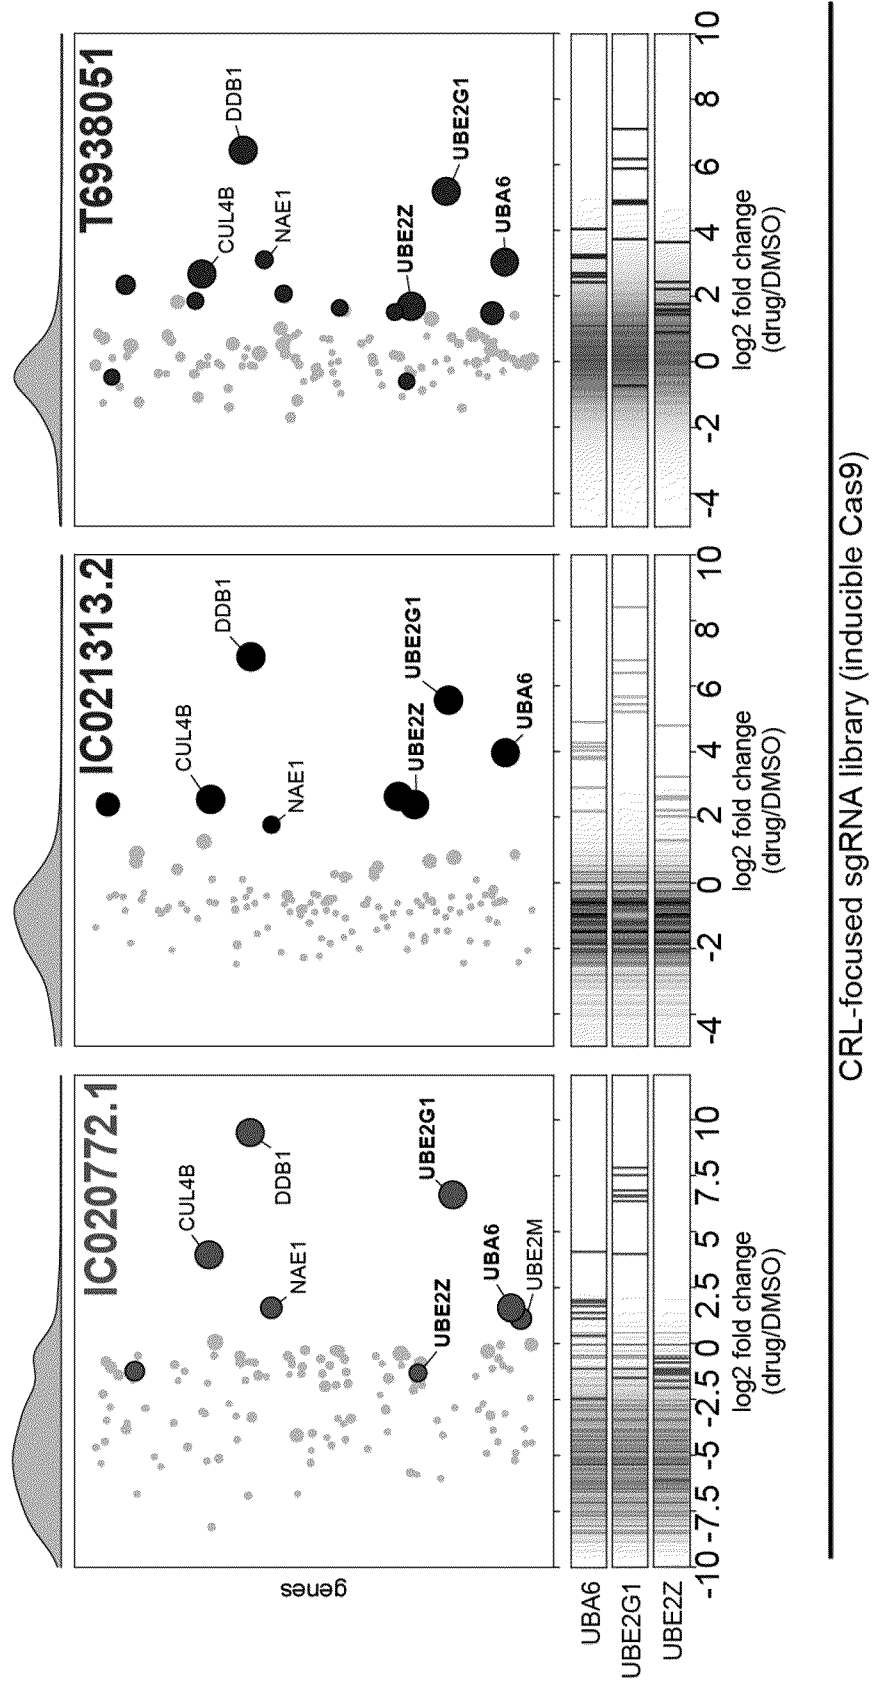 IC020772.1
CUL4B
DDB1
NAE1
UBE2G1
UBA6
UBE2M
UBE2Z
genes
UBA6
UBE2G1
UBE2Z
-10 -7.5 -5 -2.5 0 2.5 5 7.5 10
log2 fold change
(drug/DMSO)
IC021313.2
CUL4B
DDB1
NAE1
UBE2G1
UBE2Z
UBA6
-4 -2 0 2 4 6 8 10
log2 fold change
(drug/DMSO)
T6938051
DDB1
CUL4B
NAE1
UBE2G1
UBE2Z
UBA6
-4 -2 0 2 4 6 8 10
log2 fold change
(drug/DMSO)
CRL-focused sgRNA library (inducible Cas9)